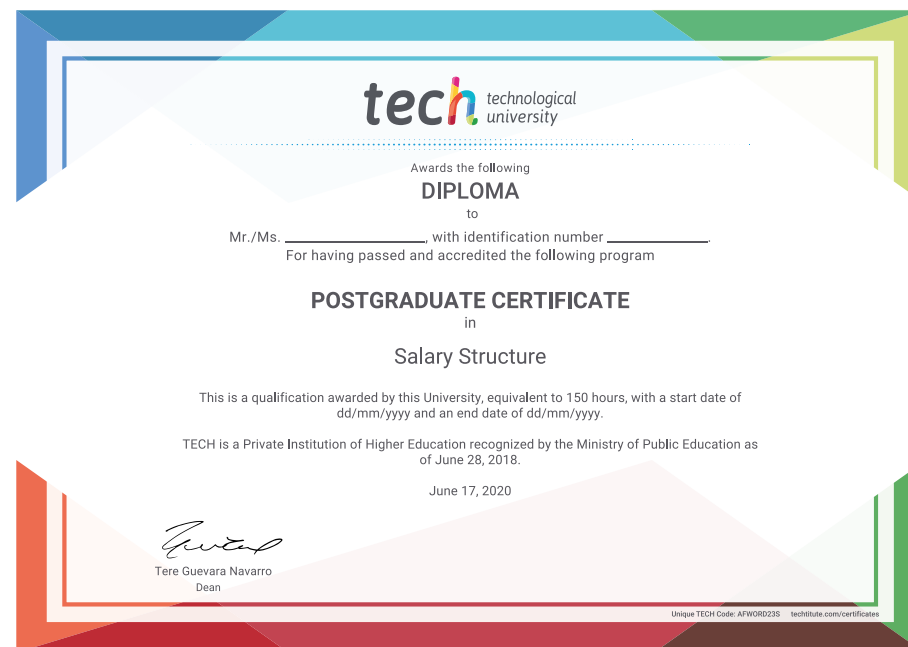 tech technological
university
Awards the following
DIPLOMA
to
Mr./Ms. ____________________, with identification number ______________.
For having passed and accredited the following program
POSTGRADUATE CERTIFICATE
in
Salary Structure
This is a qualification awarded by this University, equivalent to 150 hours, with a start date of
dd/mm/yyyy and an end date of dd/mm/yyyy.
TECH is a Private Institution of Higher Education recognized by the Ministry of Public Education as
of June 28, 2018.
June 17, 2020
Tere Guevara Navarro
Dean
Unique TECH Code: AFWORD23S techtitute.com/certificates